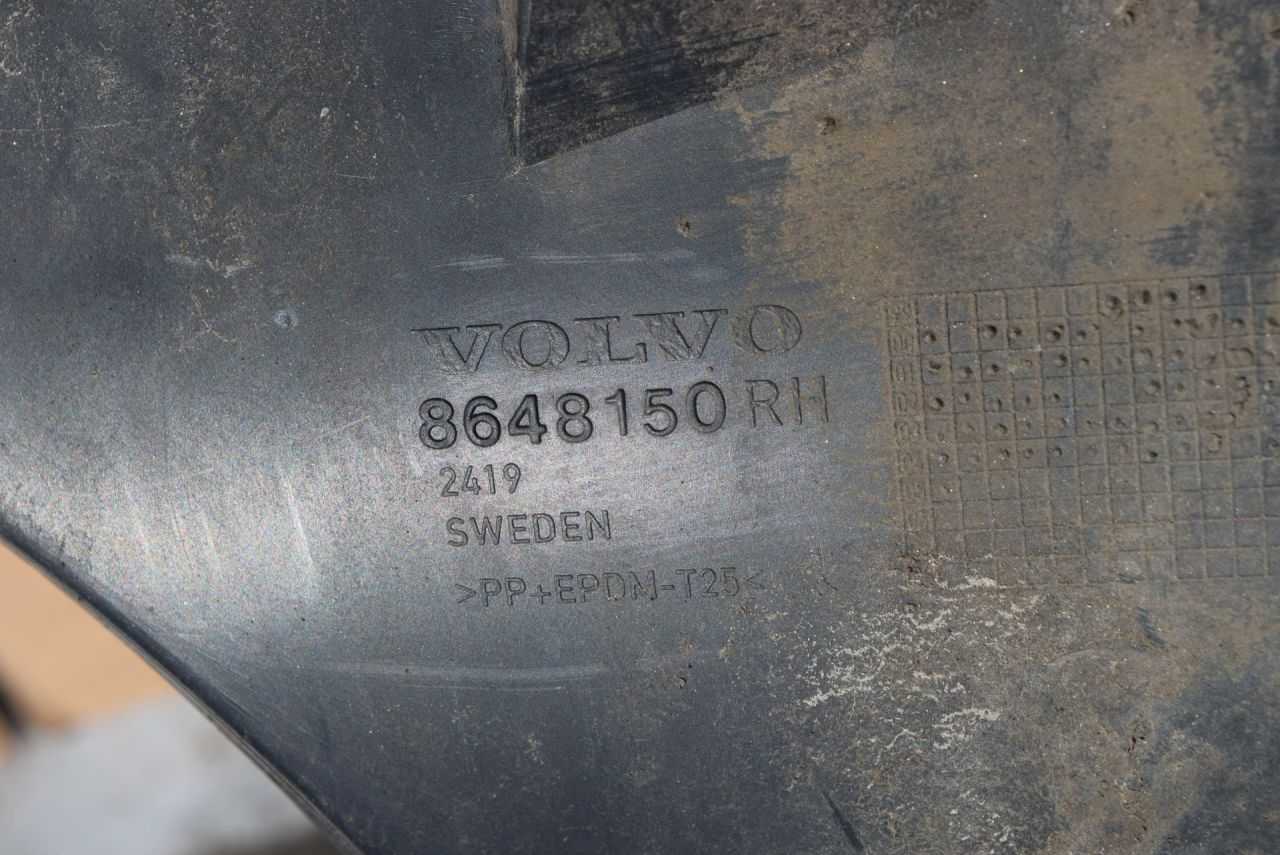 VOLVO
8648150 RH
2419
SWEDEN
>PP+EPDM-T25<